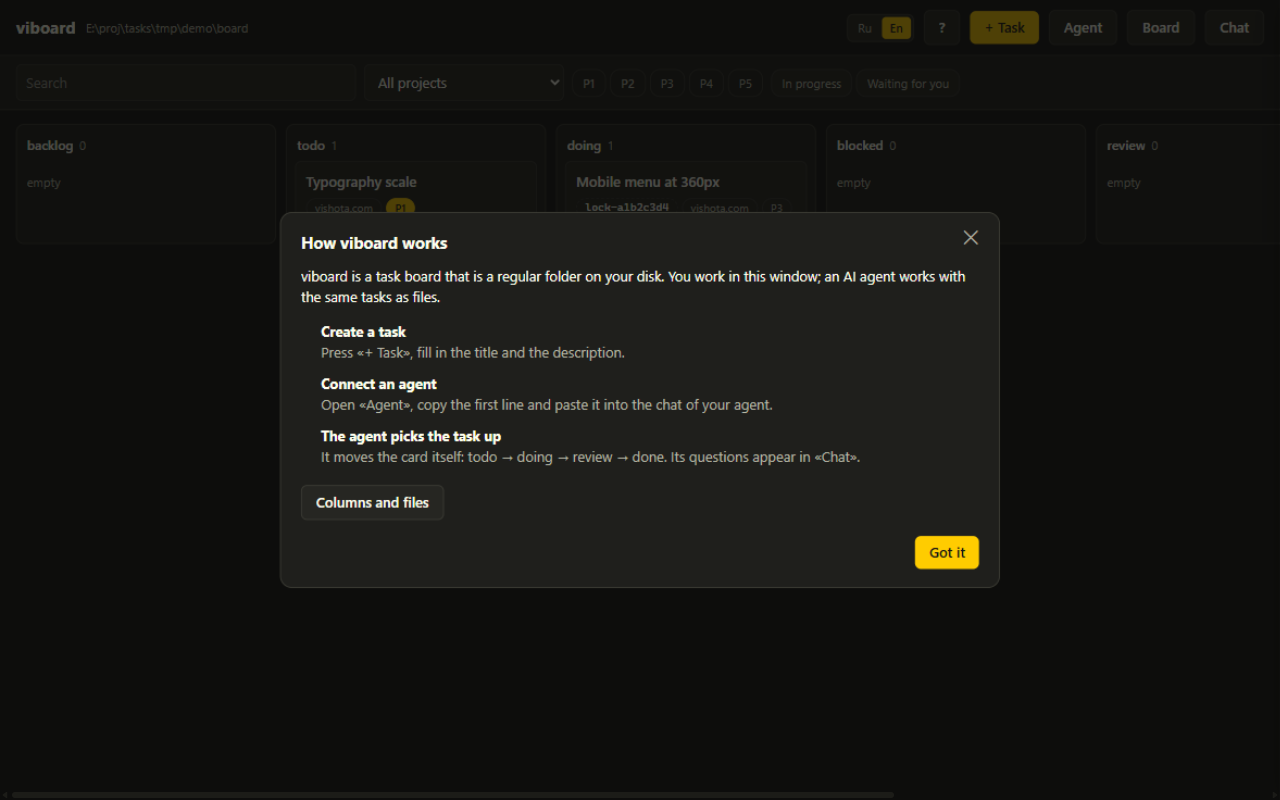 viboard E:\proj\tasks\tmp\demo\board Ru En ? + Task Agent Board Chat
Search All projects P1 P2 P3 P4 P5 In progress Waiting for you
backlog 0 todo 1 doing 1 blocked 0 review 0
empty Typography scale Mobile menu at 360px empty empty
vishota.com P1 lock-a1b2c3d4 vishota.com P3
How viboard works
viboard is a task board that is a regular folder on your disk. You work in this window; an AI agent works with
the same tasks as files.
Create a task
Press «+ Task», fill in the title and the description.
Connect an agent
Open «Agent», copy the first line and paste it into the chat of your agent.
The agent picks the task up
It moves the card itself: todo → doing → review → done. Its questions appear in «Chat».
Columns and files
Got it